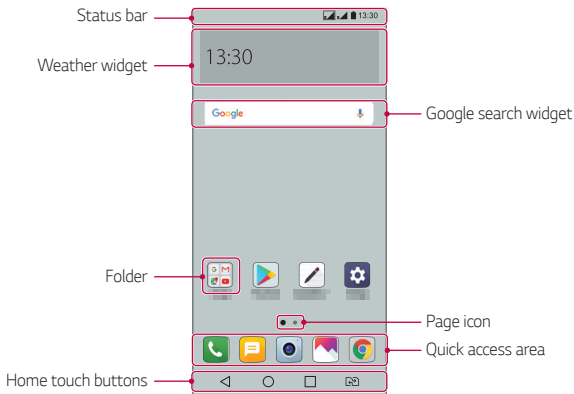 Status bar
13:30
Weather widget
13:30
Google
Google search widget
Folder
Page icon
Quick access area
Home touch buttons